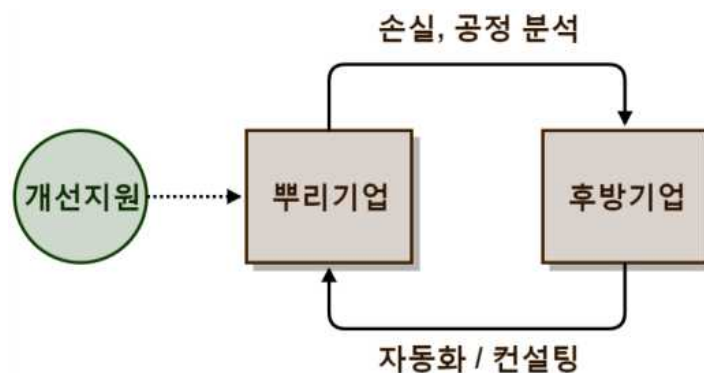 손실, 공정 분석
개선지원
뿌리기업
후방기업
자동화 / 컨설팅